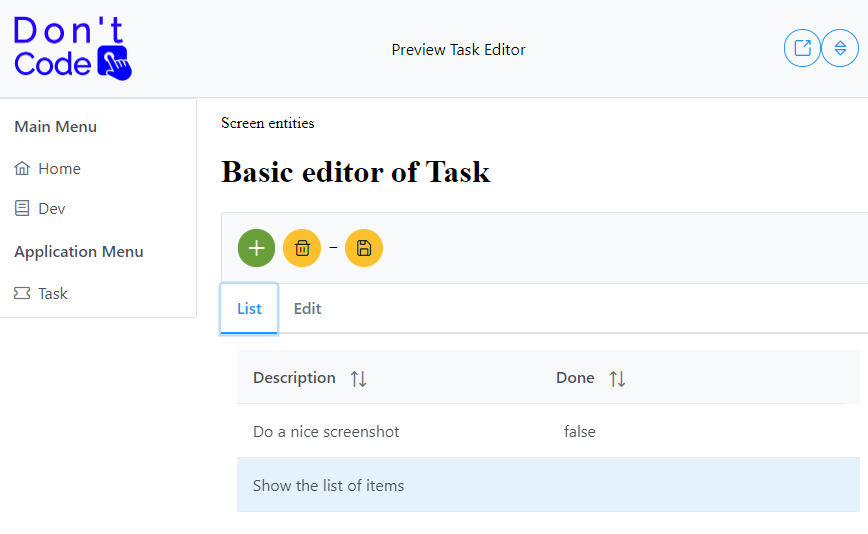 Don't
Code
Preview Task Editor
Main Menu
Home
Dev
Application Menu
Task
Screen entities
Basic editor of Task
–
List Edit
Description Done
Do a nice screenshot false
Show the list of items